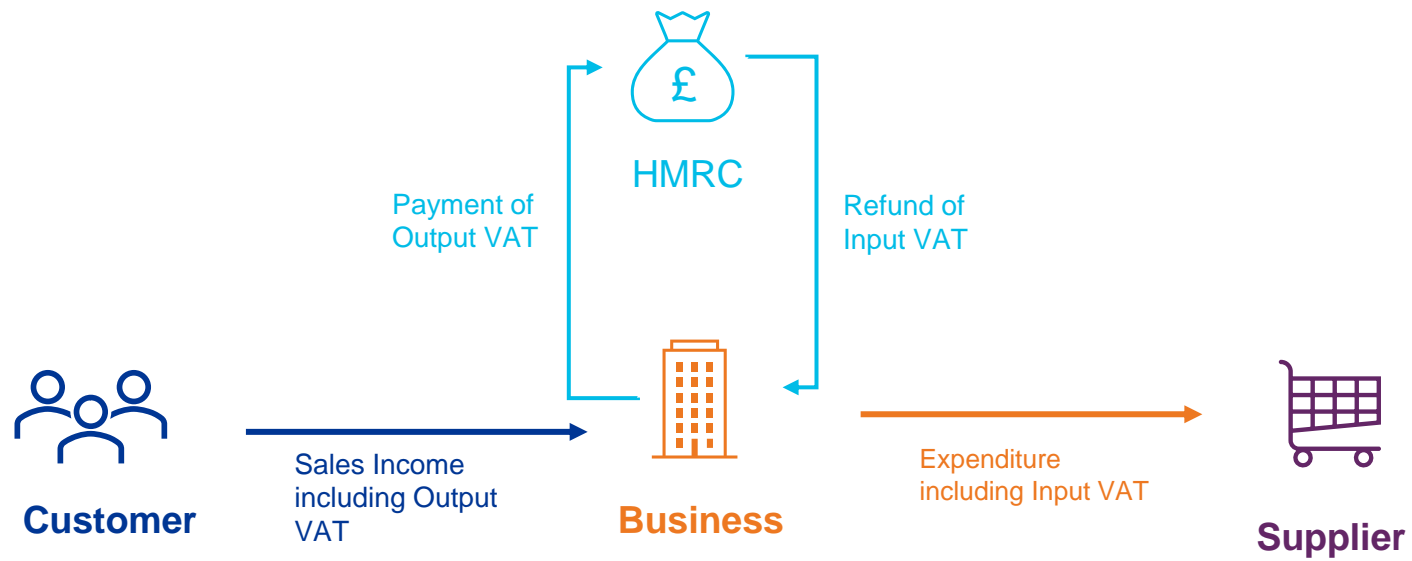 £
HMRC
Payment of
Output VAT
Refund of
Input VAT
Sales Income
including Output
VAT
Expenditure
including Input VAT
Customer
Business
Supplier